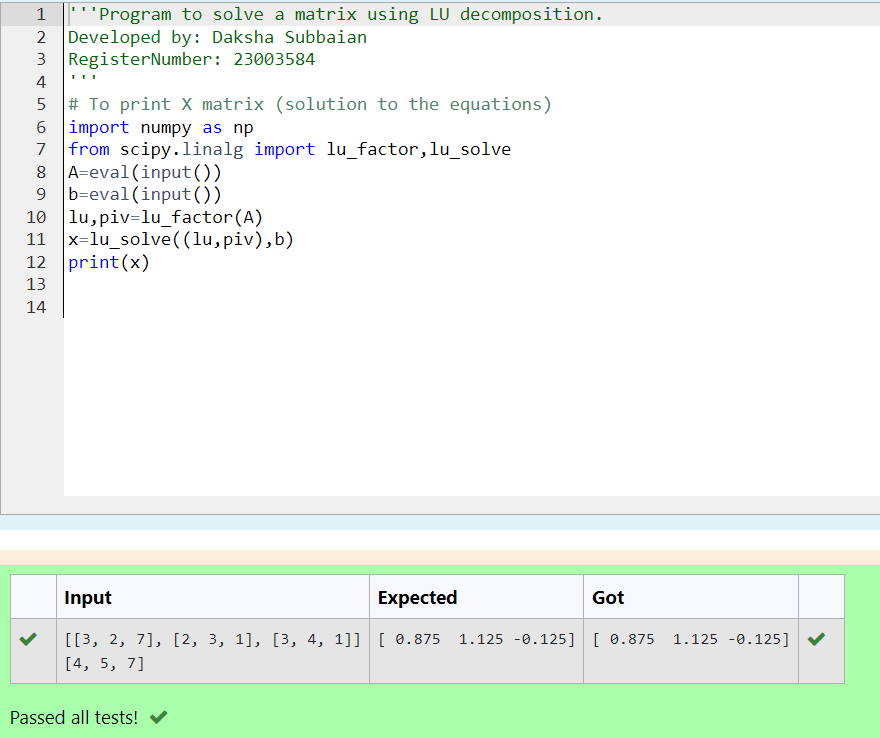 1 '''Program to solve a matrix using LU decomposition.
2 Developed by: Daksha Subbaian
3 RegisterNumber: 23003584
4 '''
5 # To print X matrix (solution to the equations)
6 import numpy as np
7 from scipy.linalg import lu_factor,lu_solve
8 A=eval(input())
9 b=eval(input())
10 lu,piv=lu_factor(A)
11 x=lu_solve((lu,piv),b)
12 print(x)
13
14
Input Expected Got
[[3, 2, 7], [2, 3, 1], [3, 4, 1]] [ 0.875  1.125 -0.125] [ 0.875  1.125 -0.125]
[4, 5, 7]
Passed all tests!